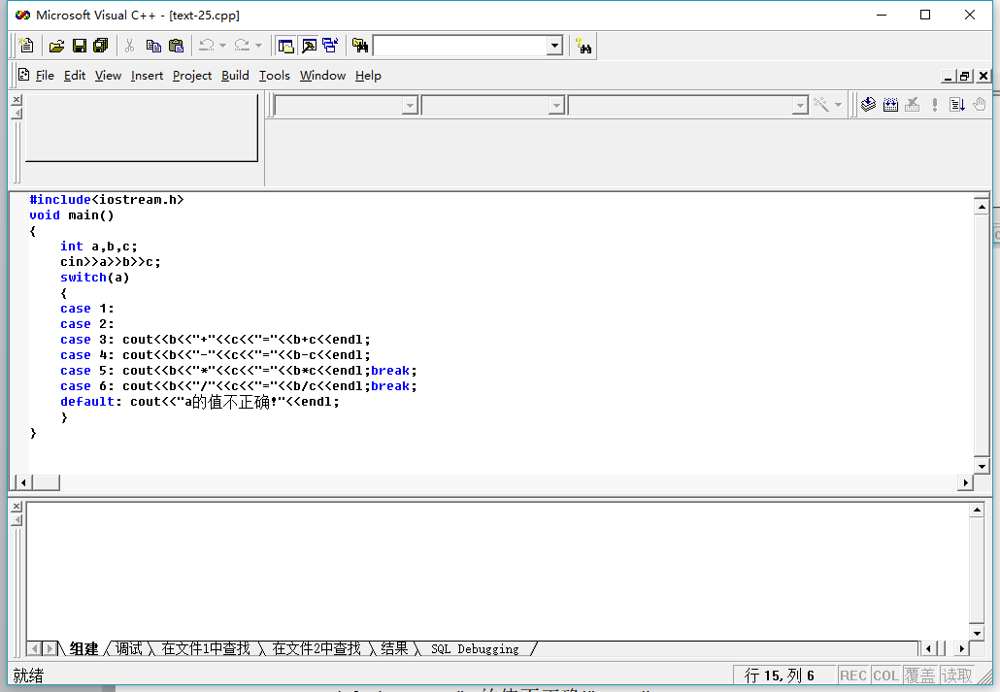 Microsoft Visual C++ - [text-25.cpp]
File Edit View Insert Project Build Tools Window Help
#include<iostream.h>
void main()
{
int a,b,c;
cin>>a>>b>>c;
switch(a)
{
case 1:
case 2:
case 3: cout<<b<<"+"<<c<<"="<<b+c<<endl;
case 4: cout<<b<<"-"<<c<<"="<<b-c<<endl;
case 5: cout<<b<<"*"<<c<<"="<<b*c<<endl;break;
case 6: cout<<b<<"/"<<c<<"="<<b/c<<endl;break;
default: cout<<"a的值不正确!"<<endl;
}
}
组建 调试 在文件1中查找 在文件2中查找 结果 SQL Debugging
就绪 行 15, 列 6 REC COL 覆盖 读取